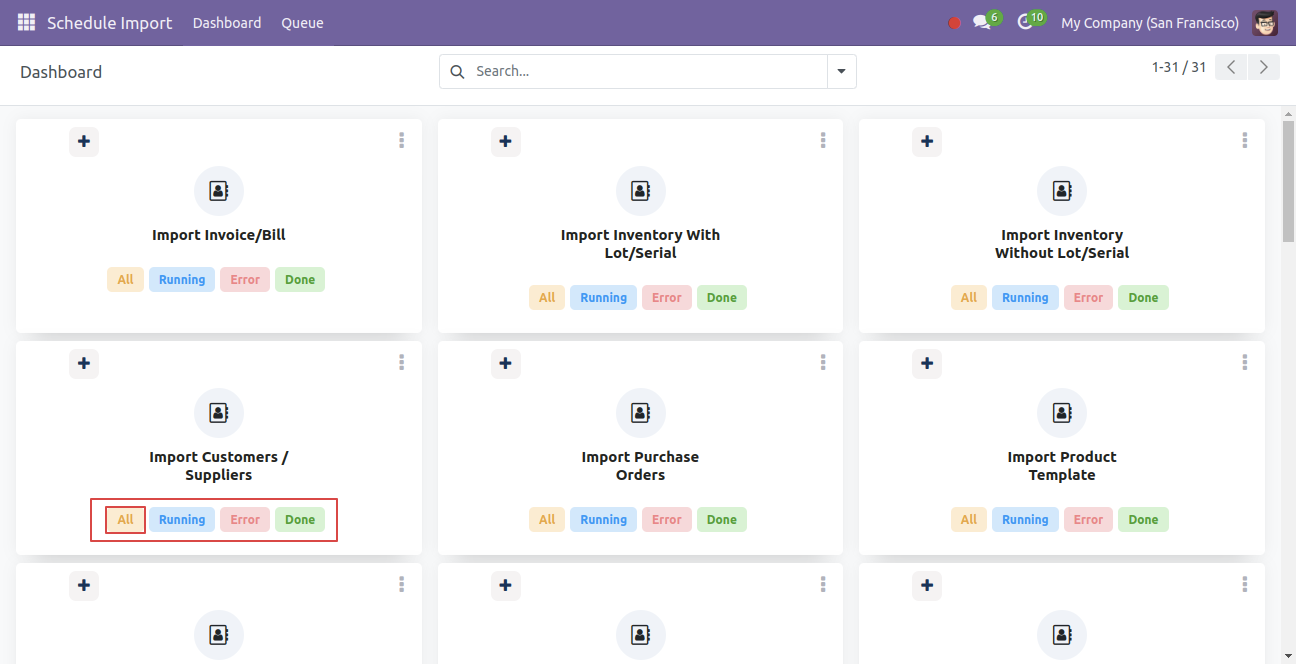 Schedule Import Dashboard Queue 6 10 My Company (San Francisco)
Dashboard Search... 1-31 / 31
Import Invoice/Bill
All Running Error Done
Import Inventory With
Lot/Serial
All Running Error Done
Import Inventory
Without Lot/Serial
All Running Error Done
Import Customers /
Suppliers
All Running Error Done
Import Purchase
Orders
All Running Error Done
Import Product
Template
All Running Error Done